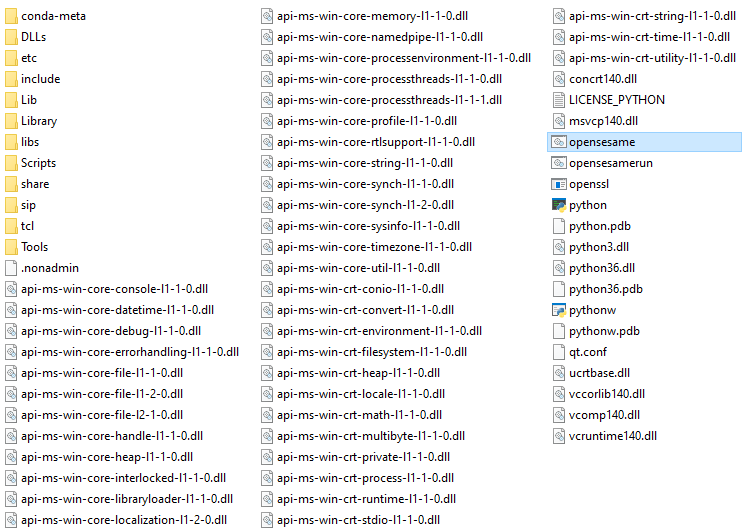 conda-meta
DLLs
etc
include
Lib
Library
libs
Scripts
share
sip
tcl
Tools
.nonadmin
api-ms-win-core-console-l1-1-0.dll
api-ms-win-core-datetime-l1-1-0.dll
api-ms-win-core-debug-l1-1-0.dll
api-ms-win-core-errorhandling-l1-1-0.dll
api-ms-win-core-file-l1-1-0.dll
api-ms-win-core-file-l1-2-0.dll
api-ms-win-core-file-l2-1-0.dll
api-ms-win-core-handle-l1-1-0.dll
api-ms-win-core-heap-l1-1-0.dll
api-ms-win-core-interlocked-l1-1-0.dll
api-ms-win-core-libraryloader-l1-1-0.dll
api-ms-win-core-localization-l1-2-0.dll
api-ms-win-core-memory-l1-1-0.dll
api-ms-win-core-namedpipe-l1-1-0.dll
api-ms-win-core-processenvironment-l1-1-0.dll
api-ms-win-core-processthreads-l1-1-0.dll
api-ms-win-core-processthreads-l1-1-1.dll
api-ms-win-core-profile-l1-1-0.dll
api-ms-win-core-rtlsupport-l1-1-0.dll
api-ms-win-core-string-l1-1-0.dll
api-ms-win-core-synch-l1-1-0.dll
api-ms-win-core-synch-l1-2-0.dll
api-ms-win-core-sysinfo-l1-1-0.dll
api-ms-win-core-timezone-l1-1-0.dll
api-ms-win-core-util-l1-1-0.dll
api-ms-win-crt-conio-l1-1-0.dll
api-ms-win-crt-convert-l1-1-0.dll
api-ms-win-crt-environment-l1-1-0.dll
api-ms-win-crt-filesystem-l1-1-0.dll
api-ms-win-crt-heap-l1-1-0.dll
api-ms-win-crt-locale-l1-1-0.dll
api-ms-win-crt-math-l1-1-0.dll
api-ms-win-crt-multibyte-l1-1-0.dll
api-ms-win-crt-private-l1-1-0.dll
api-ms-win-crt-process-l1-1-0.dll
api-ms-win-crt-runtime-l1-1-0.dll
api-ms-win-crt-stdio-l1-1-0.dll
api-ms-win-crt-string-l1-1-0.dll
api-ms-win-crt-time-l1-1-0.dll
api-ms-win-crt-utility-l1-1-0.dll
concrt140.dll
LICENSE_PYTHON
msvcp140.dll
opensesame
opensesamerun
openssl
python
python.pdb
python3.dll
python36.dll
python36.pdb
pythonw
pythonw.pdb
qt.conf
ucrtbase.dll
vccorlib140.dll
vcomp140.dll
vcruntime140.dll